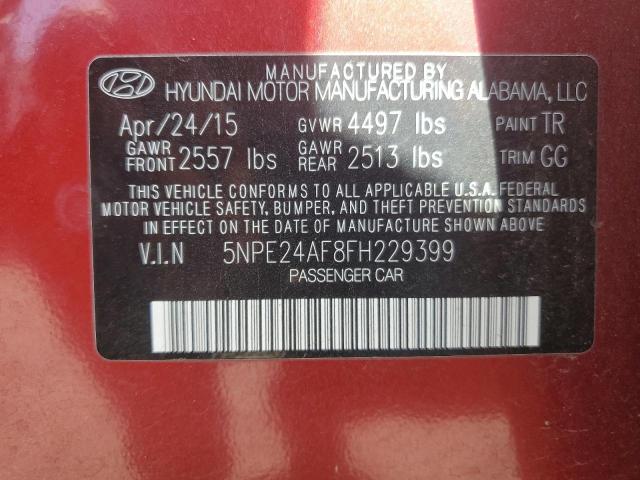 MANUFACTURED BY
HYUNDAI MOTOR MANUFACTURING ALABAMA, LLC
Apr/24/15 GVWR 4497 lbs PAINT TR
GAWR FRONT 2557 lbs GAWR REAR 2513 lbs TRIM GG
THIS VEHICLE CONFORMS TO ALL APPLICABLE U.S.A. FEDERAL
MOTOR VEHICLE SAFETY, BUMPER, AND THEFT PREVENTION STANDARDS
IN EFFECT ON THE DATE OF MANUFACTURE SHOWN ABOVE
V.I.N 5NPE24AF8FH229399
PASSENGER CAR